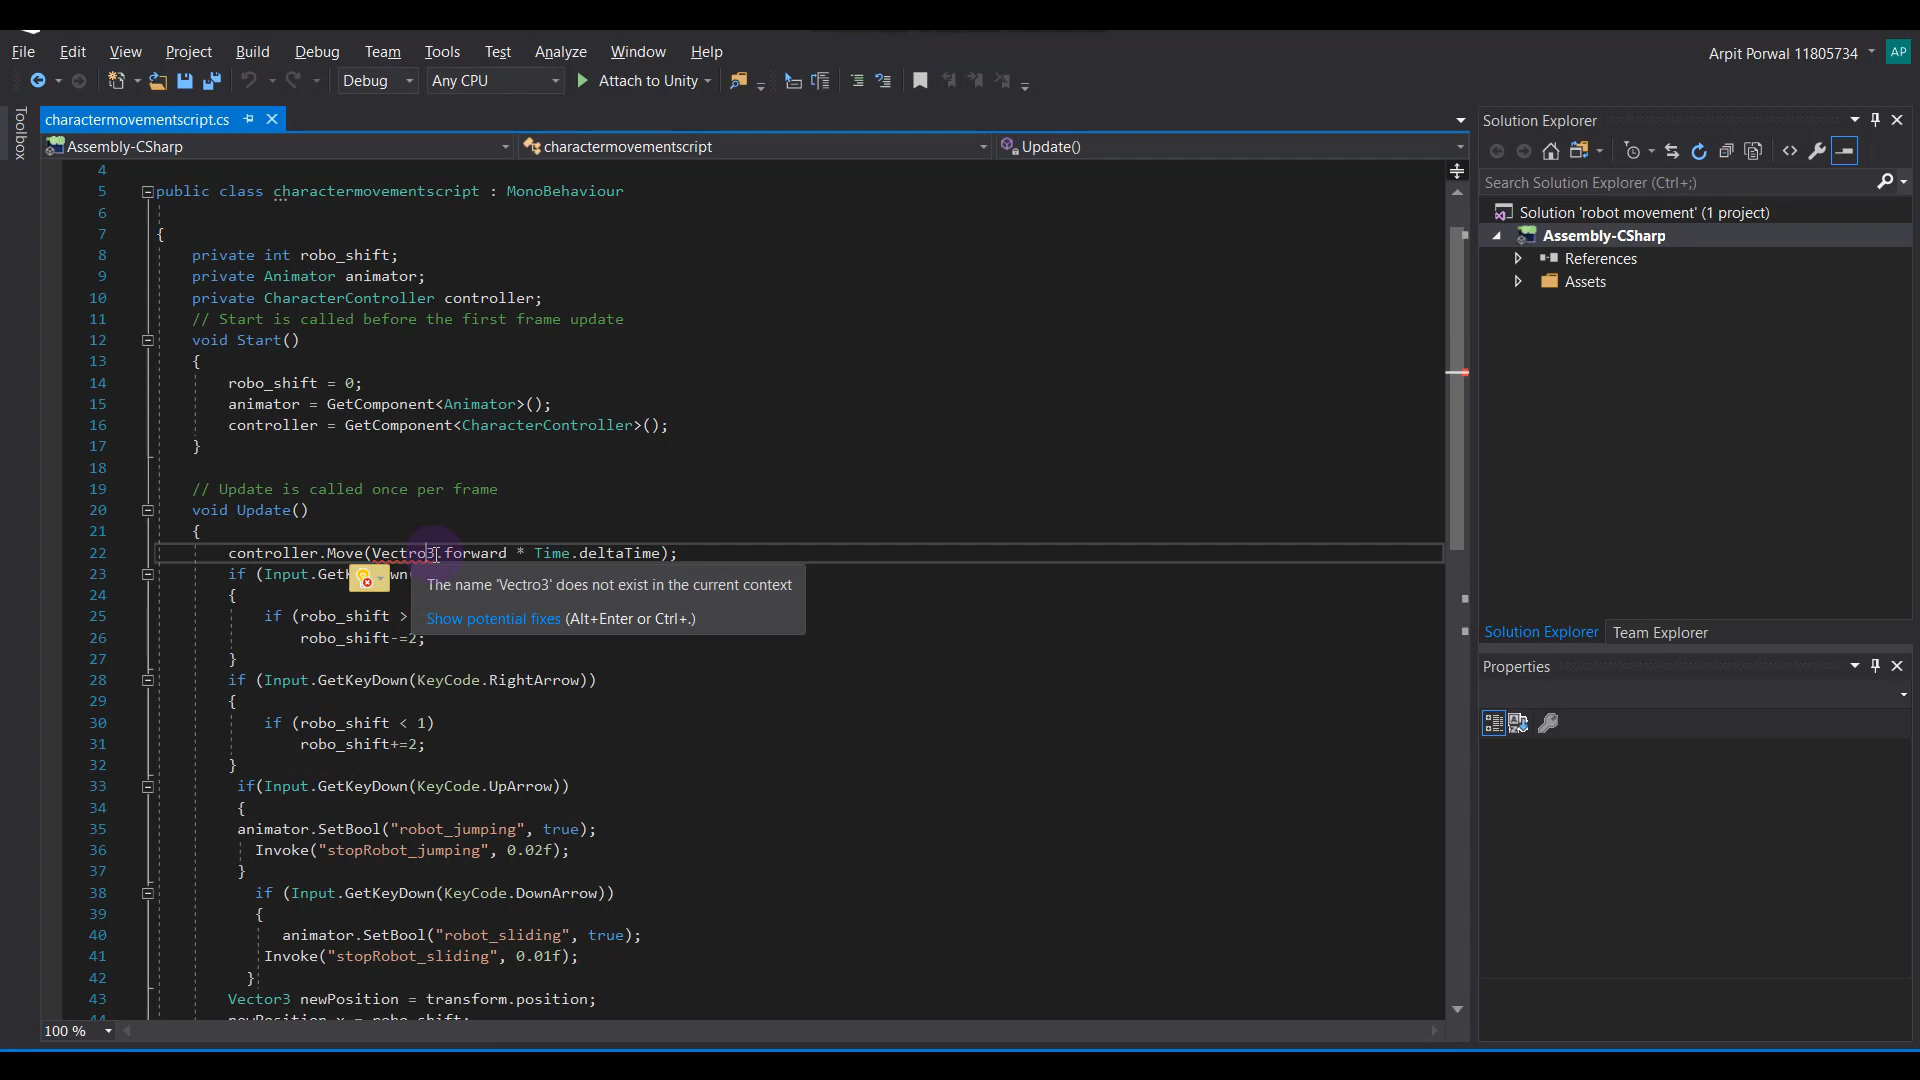 File Edit View Project Build Debug Team Tools Test Analyze Window Help
Arpit Porwal 11805734 AP
Debug Any CPU Attach to Unity
Toolbox
charactermovementscript.cs
Assembly-CSharp charactermovementscript Update()
4
5 public class charactermovementscript : MonoBehaviour
6
7 {
8 private int robo_shift;
9 private Animator animator;
10 private CharacterController controller;
11 // Start is called before the first frame update
12 void Start()
13 {
14 robo_shift = 0;
15 animator = GetComponent<Animator>();
16 controller = GetComponent<CharacterController>();
17 }
18
19 // Update is called once per frame
20 void Update()
21 {
22 controller.Move(Vectro3.forward * Time.deltaTime);
23 if (Input.GetK wn(
The name 'Vectro3' does not exist in the current context
Show potential fixes (Alt+Enter or Ctrl+.)
24 {
25 if (robo_shift >
26 robo_shift-=2;
27 }
28 if (Input.GetKeyDown(KeyCode.RightArrow))
29 {
30 if (robo_shift < 1)
31 robo_shift+=2;
32 }
33 if(Input.GetKeyDown(KeyCode.UpArrow))
34 {
35 animator.SetBool("robot_jumping", true);
36 Invoke("stopRobot_jumping", 0.02f);
37 }
38 if (Input.GetKeyDown(KeyCode.DownArrow))
39 {
40 animator.SetBool("robot_sliding", true);
41 Invoke("stopRobot_sliding", 0.01f);
42 }
43 Vector3 newPosition = transform.position;
44 newPosition.x = robo_shift;
100 %
Solution Explorer
Search Solution Explorer (Ctrl+;)
Solution 'robot movement' (1 project)
Assembly-CSharp
References
Assets
Solution Explorer Team Explorer
Properties